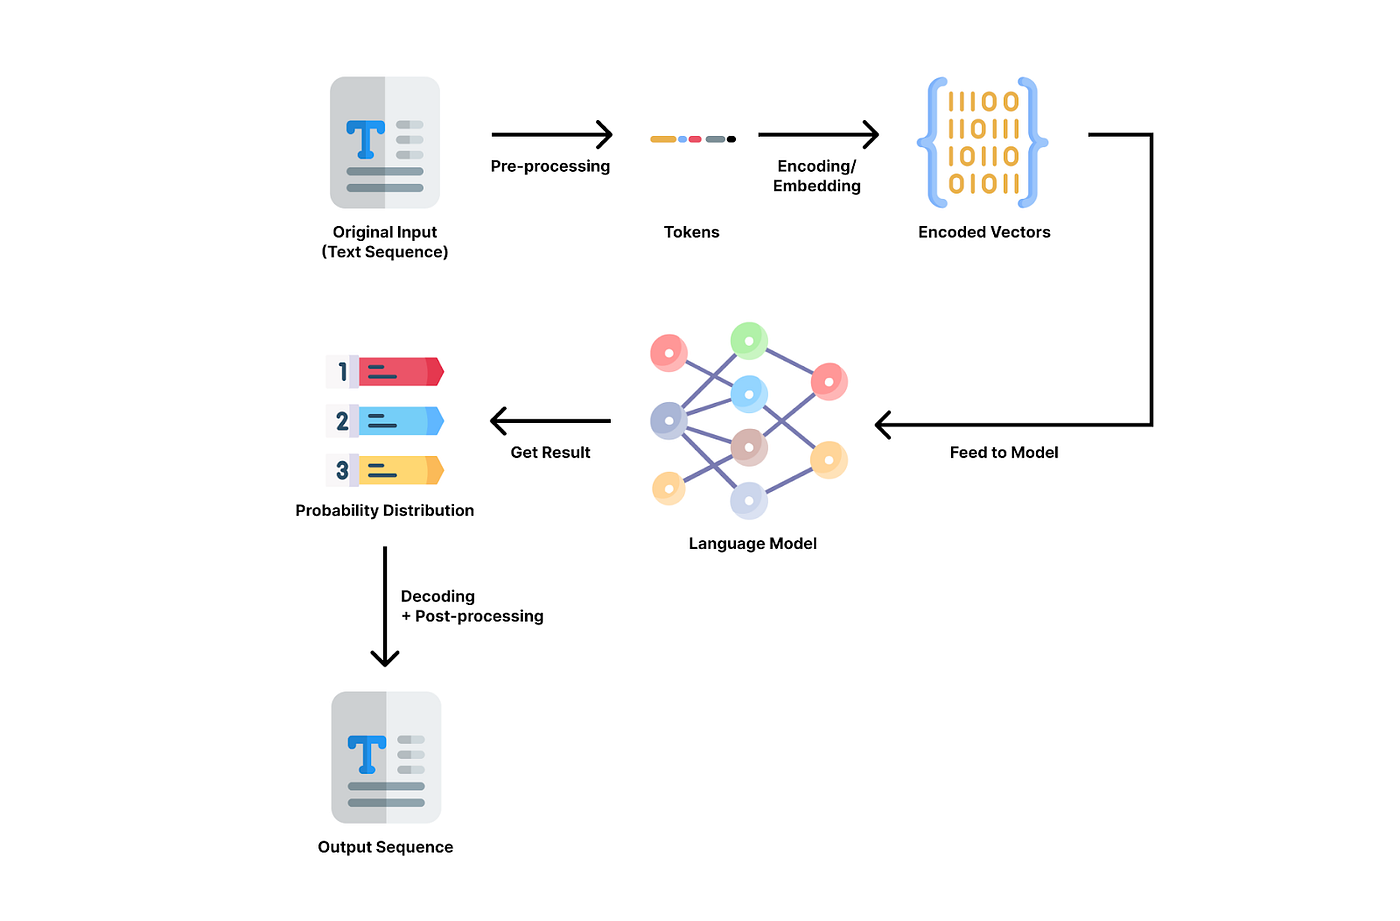 T
Pre-processing
Encoding/
Embedding
11100
110111
10110
01011
Original Input
(Text Sequence)
Tokens
Encoded Vectors
1
2
3
Get Result
Feed to Model
Probability Distribution
Language Model
Decoding
+ Post-processing
T
Output Sequence